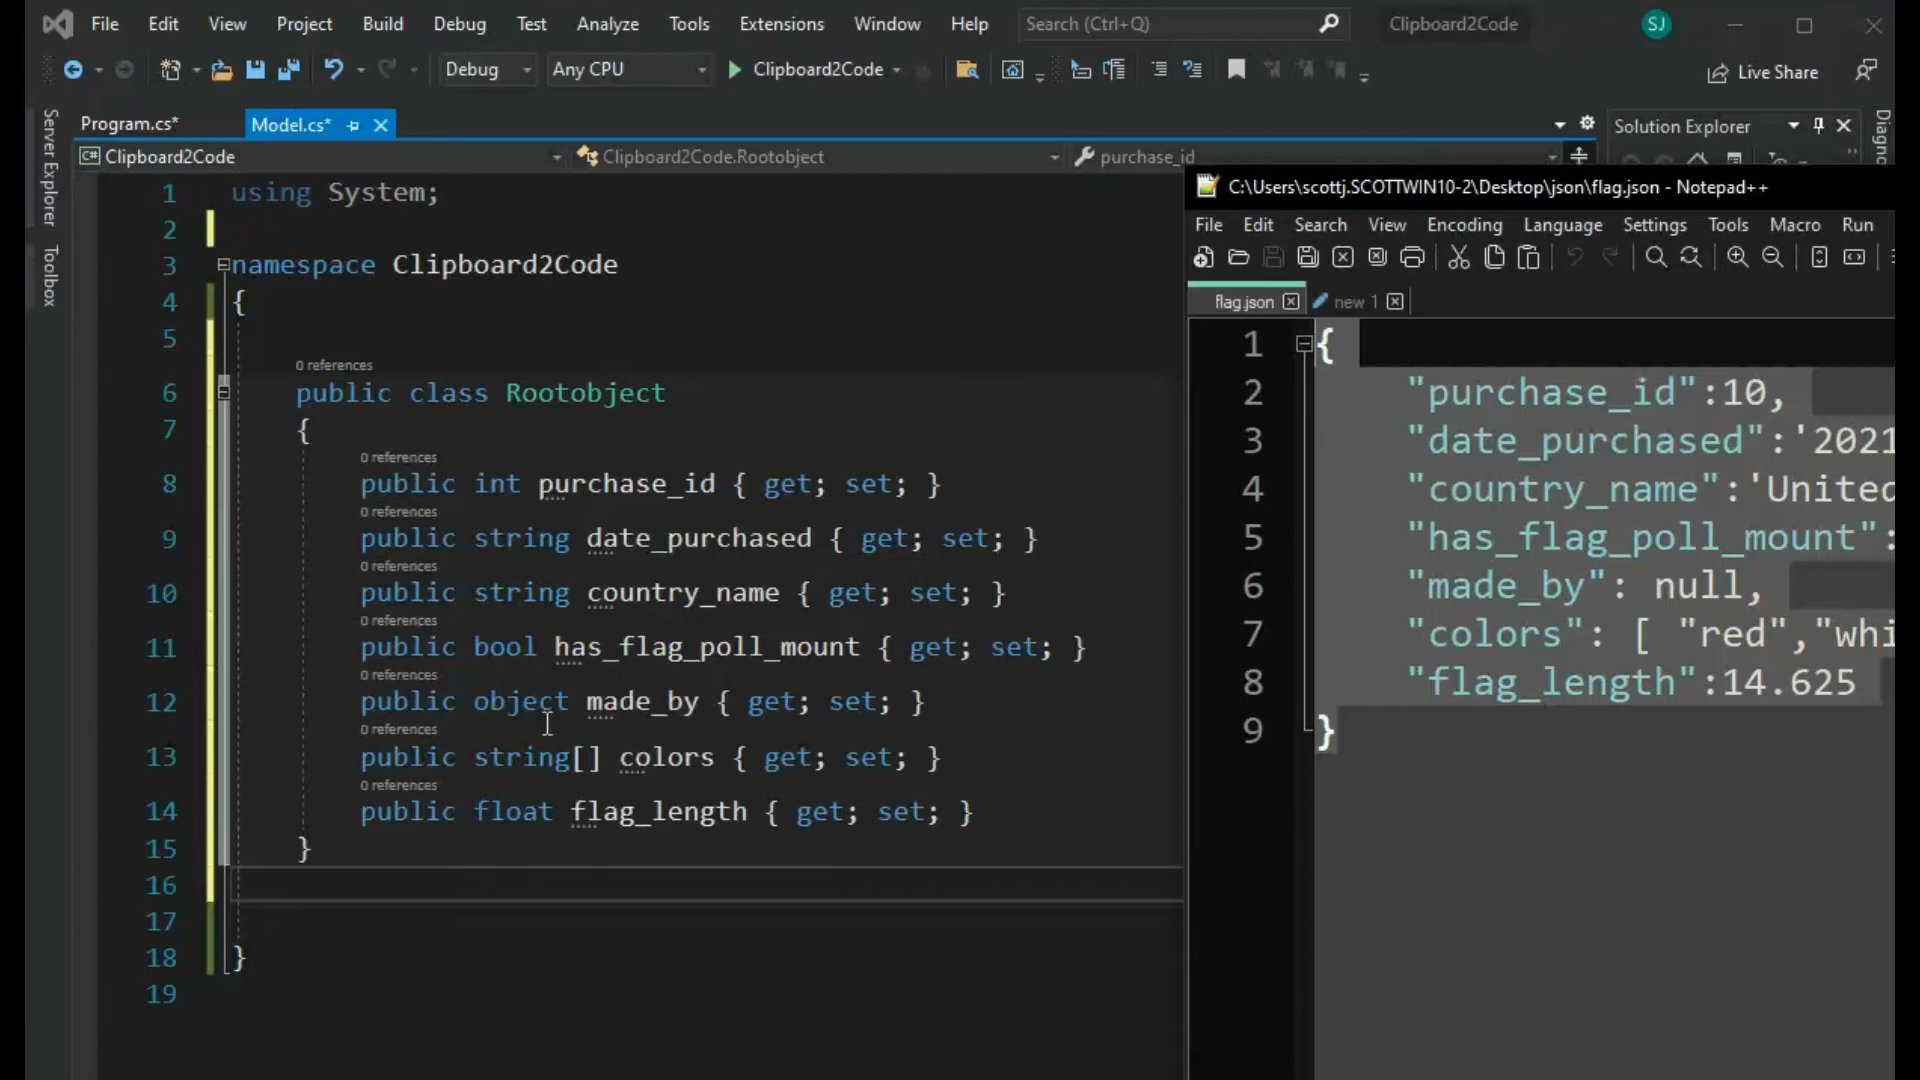 File Edit View Project Build Debug Test Analyze Tools Extensions Window Help Search (Ctrl+Q) Clipboard2Code SJ
Debug Any CPU Clipboard2Code Live Share
Server Explorer
Toolbox
Program.cs* Model.cs* Solution Explorer
C# Clipboard2Code Clipboard2Code.Rootobject purchase_id
1 using System;
2
3 namespace Clipboard2Code
4 {
5
0 references
6 public class Rootobject
7 {
0 references
8 public int purchase_id { get; set; }
0 references
9 public string date_purchased { get; set; }
0 references
10 public string country_name { get; set; }
0 references
11 public bool has_flag_poll_mount { get; set; }
0 references
12 public object made_by { get; set; }
0 references
13 public string[] colors { get; set; }
0 references
14 public float flag_length { get; set; }
15 }
16
17
18 }
19
C:\Users\scottj.SCOTTWIN10-2\Desktop\json\flag.json - Notepad++
File Edit Search View Encoding Language Settings Tools Macro Run
flag.json new 1
1 {
2 "purchase_id":10,
3 "date_purchased":'2021
4 "country_name":'United
5 "has_flag_poll_mount":
6 "made_by": null,
7 "colors": [ "red","whi
8 "flag_length":14.625
9 }
Diagno